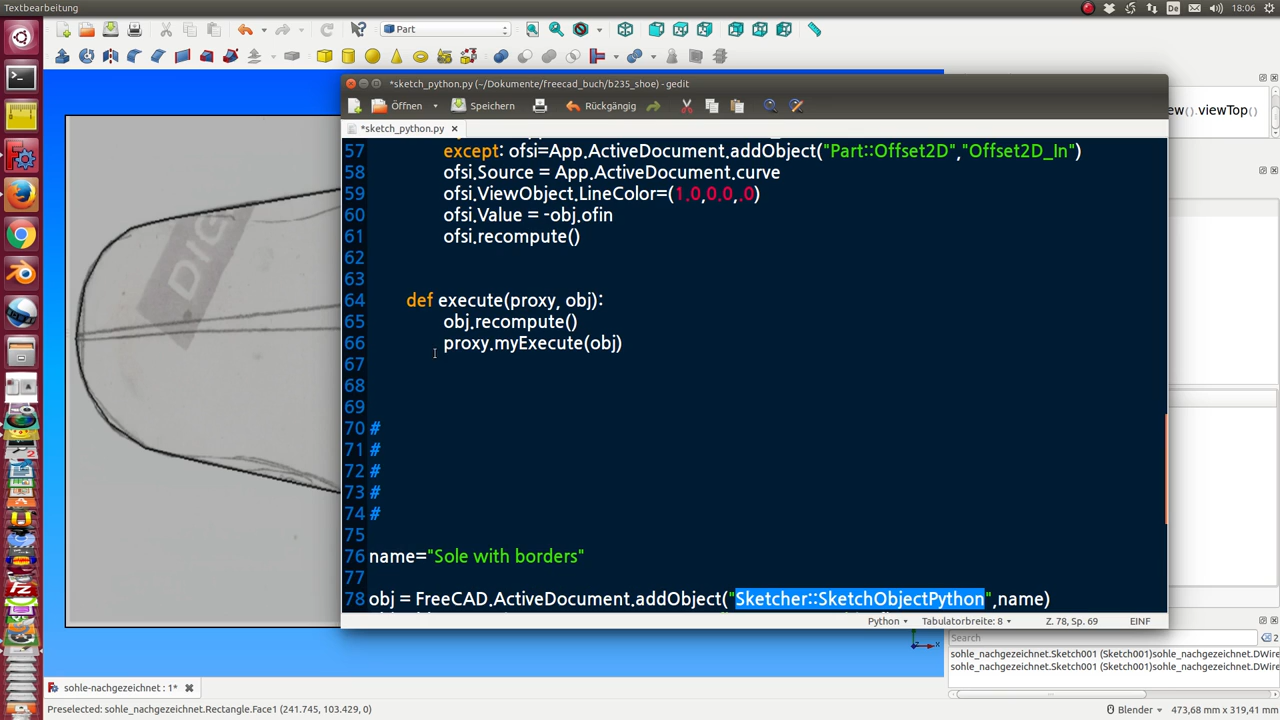 Textbearbeitung
De
18:06
Part
*sketch_python.py (~/Dokumente/freecad_buch/b235_shoe) - gedit
Öffnen Speichern Rückgängig
*sketch_python.py
iew().viewTop()
57 except: ofsi=App.ActiveDocument.addObject("Part::Offset2D","Offset2D_In")
58 ofsi.Source = App.ActiveDocument.curve
59 ofsi.ViewObject.LineColor=(1.0,0.0,.0)
60 ofsi.Value = -obj.ofin
61 ofsi.recompute()
62
63
64 def execute(proxy, obj):
65 obj.recompute()
66 proxy.myExecute(obj)
67
68
69
70 #
71 #
72 #
73 #
74 #
75
76 name="Sole with borders"
77
78 obj = FreeCAD.ActiveDocument.addObject("Sketcher::SketchObjectPython",name)
Python Tabulatorbreite: 8 Z. 78, Sp. 69 EINF
DIG
Search 2
sohle_nachgezeichnet.Sketch001 (Sketch001)sohle_nachgezeichnet.DWire
sohle_nachgezeichnet.Sketch001 (Sketch001)sohle_nachgezeichnet.DWire
sohle-nachgezeichnet : 1*
Preselected: sohle_nachgezeichnet.Rectangle.Face1 (241.745, 103.429, 0)
Blender 473,68 mm x 319,41 mm